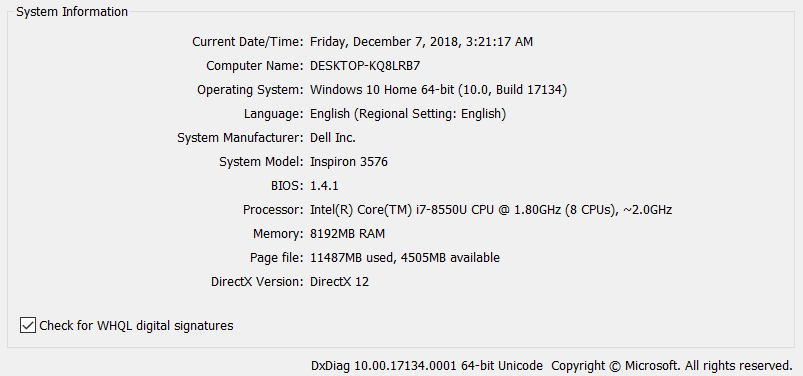 System Information
Current Date/Time: Friday, December 7, 2018, 3:21:17 AM
Computer Name: DESKTOP-KQ8LRB7
Operating System: Windows 10 Home 64-bit (10.0, Build 17134)
Language: English (Regional Setting: English)
System Manufacturer: Dell Inc.
System Model: Inspiron 3576
BIOS: 1.4.1
Processor: Intel(R) Core(TM) i7-8550U CPU @ 1.80GHz (8 CPUs), ~2.0GHz
Memory: 8192MB RAM
Page file: 11487MB used, 4505MB available
DirectX Version: DirectX 12
Check for WHQL digital signatures
DxDiag 10.00.17134.0001 64-bit Unicode Copyright © Microsoft. All rights reserved.